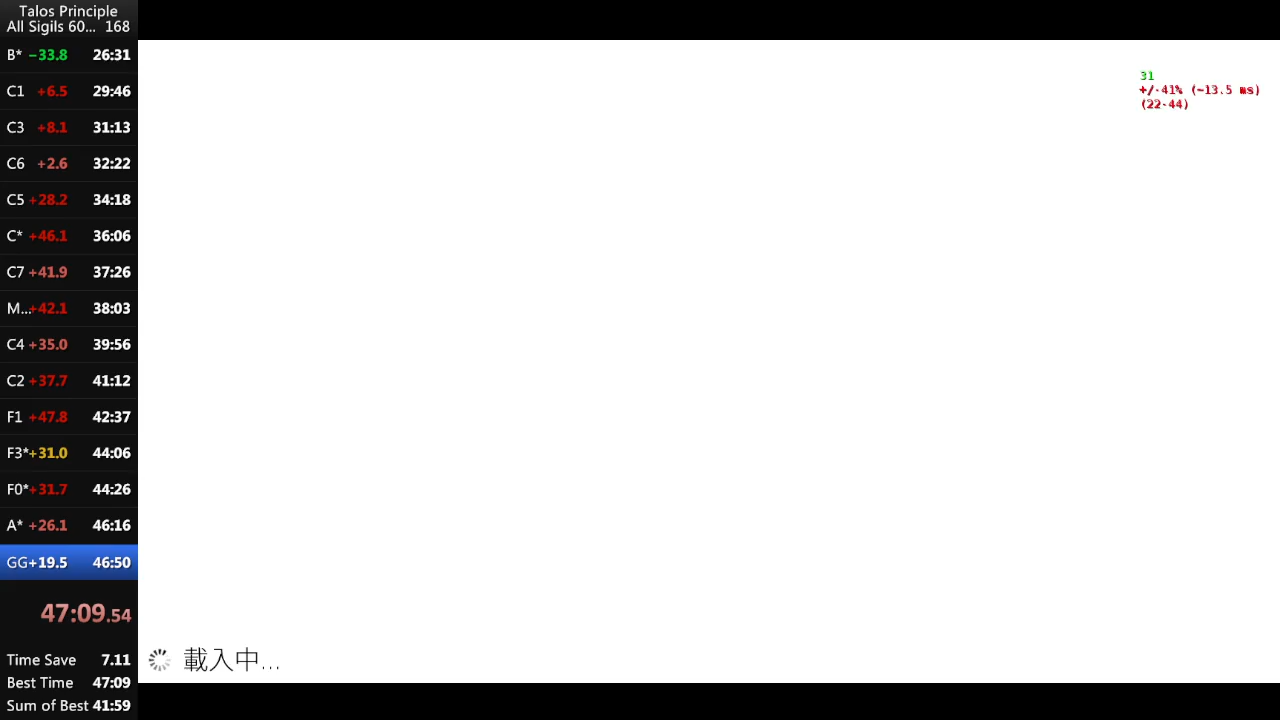 Talos Principle
All Sigils 60... 168
B* −33.8 26:31
C1 +6.5 29:46
C3 +8.1 31:13
C6 +2.6 32:22
C5 +28.2 34:18
C* +46.1 36:06
C7 +41.9 37:26
M...+42.1 38:03
C4 +35.0 39:56
C2 +37.7 41:12
F1 +47.8 42:37
F3*+31.0 44:06
F0*+31.7 44:26
A* +26.1 46:16
GG+19.5 46:50
47:09.54
Time Save 7.11
Best Time 47:09
Sum of Best 41:59
31
+/-41% (~13.5 ms)
(22-44)
載入中...